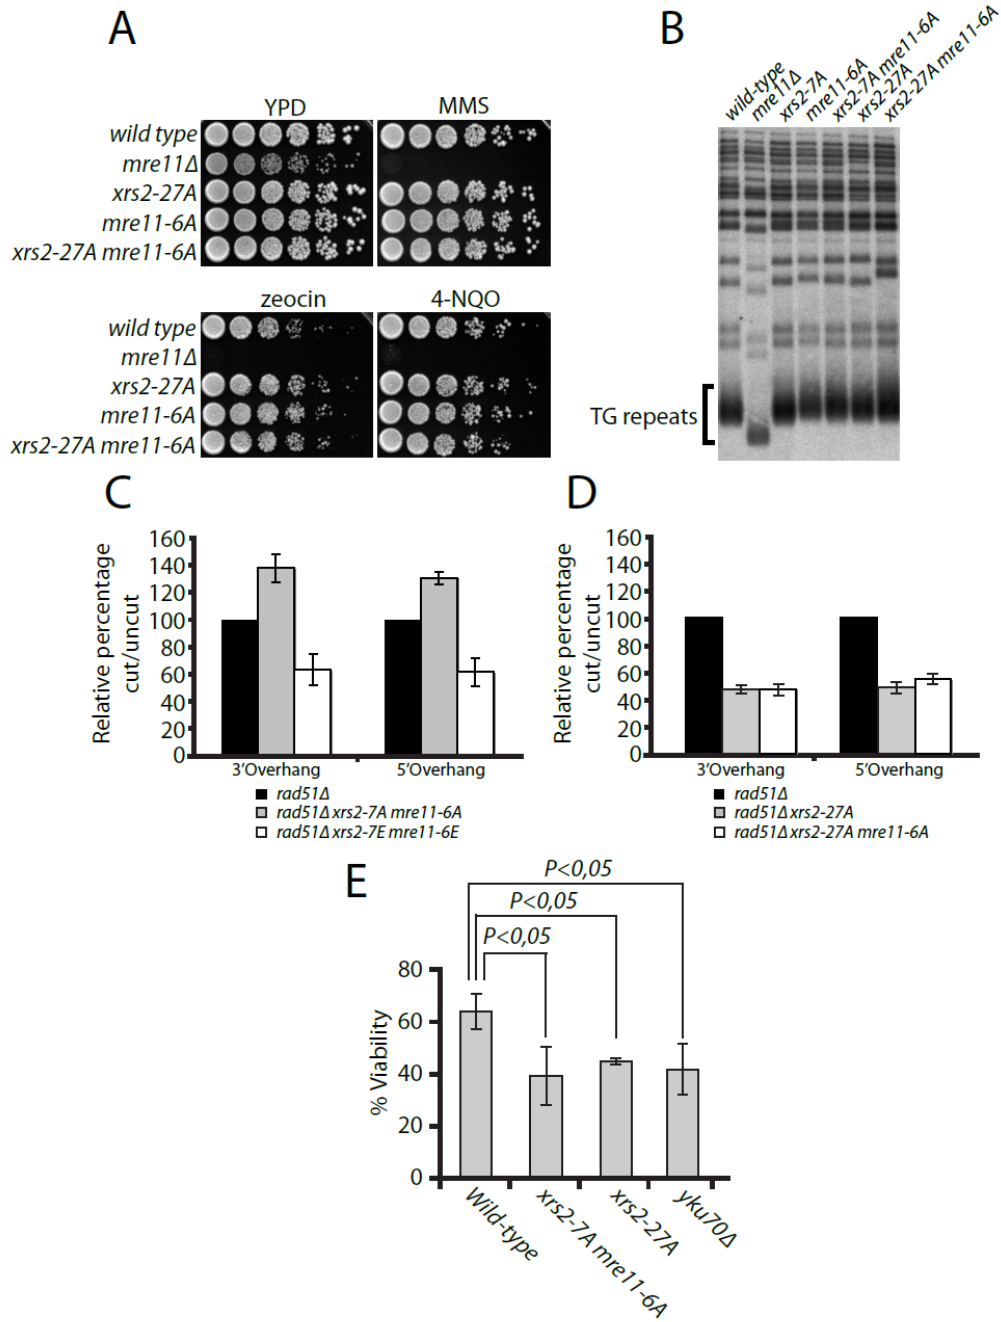 A
YPD MMS
wild type
mre11Δ
xrs2-27A
mre11-6A
xrs2-27A mre11-6A
zeocin 4-NQO
wild type
mre11Δ
xrs2-27A
mre11-6A
xrs2-27A mre11-6A
B
wild-type
mre11Δ
xrs2-7A
mre11-6A
xrs2-7A mre11-6A
xrs2-27A
xrs2-27A mre11-6A
TG repeats
C
Relative percentage
cut/uncut
160
140
120
100
80
60
40
20
0
3'Overhang 5'Overhang
rad51Δ
rad51Δ xrs2-7A mre11-6A
rad51Δ xrs2-7E mre11-6E
D
Relative percentage
cut/uncut
160
140
120
100
80
60
40
20
0
3'Overhang 5'Overhang
rad51Δ
rad51Δ xrs2-27A
rad51Δ xrs2-27A mre11-6A
E
P<0,05
P<0,05
P<0,05
% Viability
80
60
40
20
0
Wild-type
xrs2-7A mre11-6A
xrs2-27A
yku70Δ